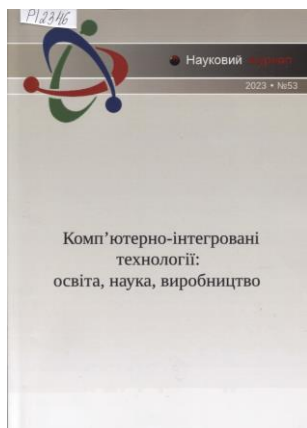 Р12346
Науковий журнал
2023 • №53
Комп’ютерно-інтегровані
технології:
освіта, наука, виробництво